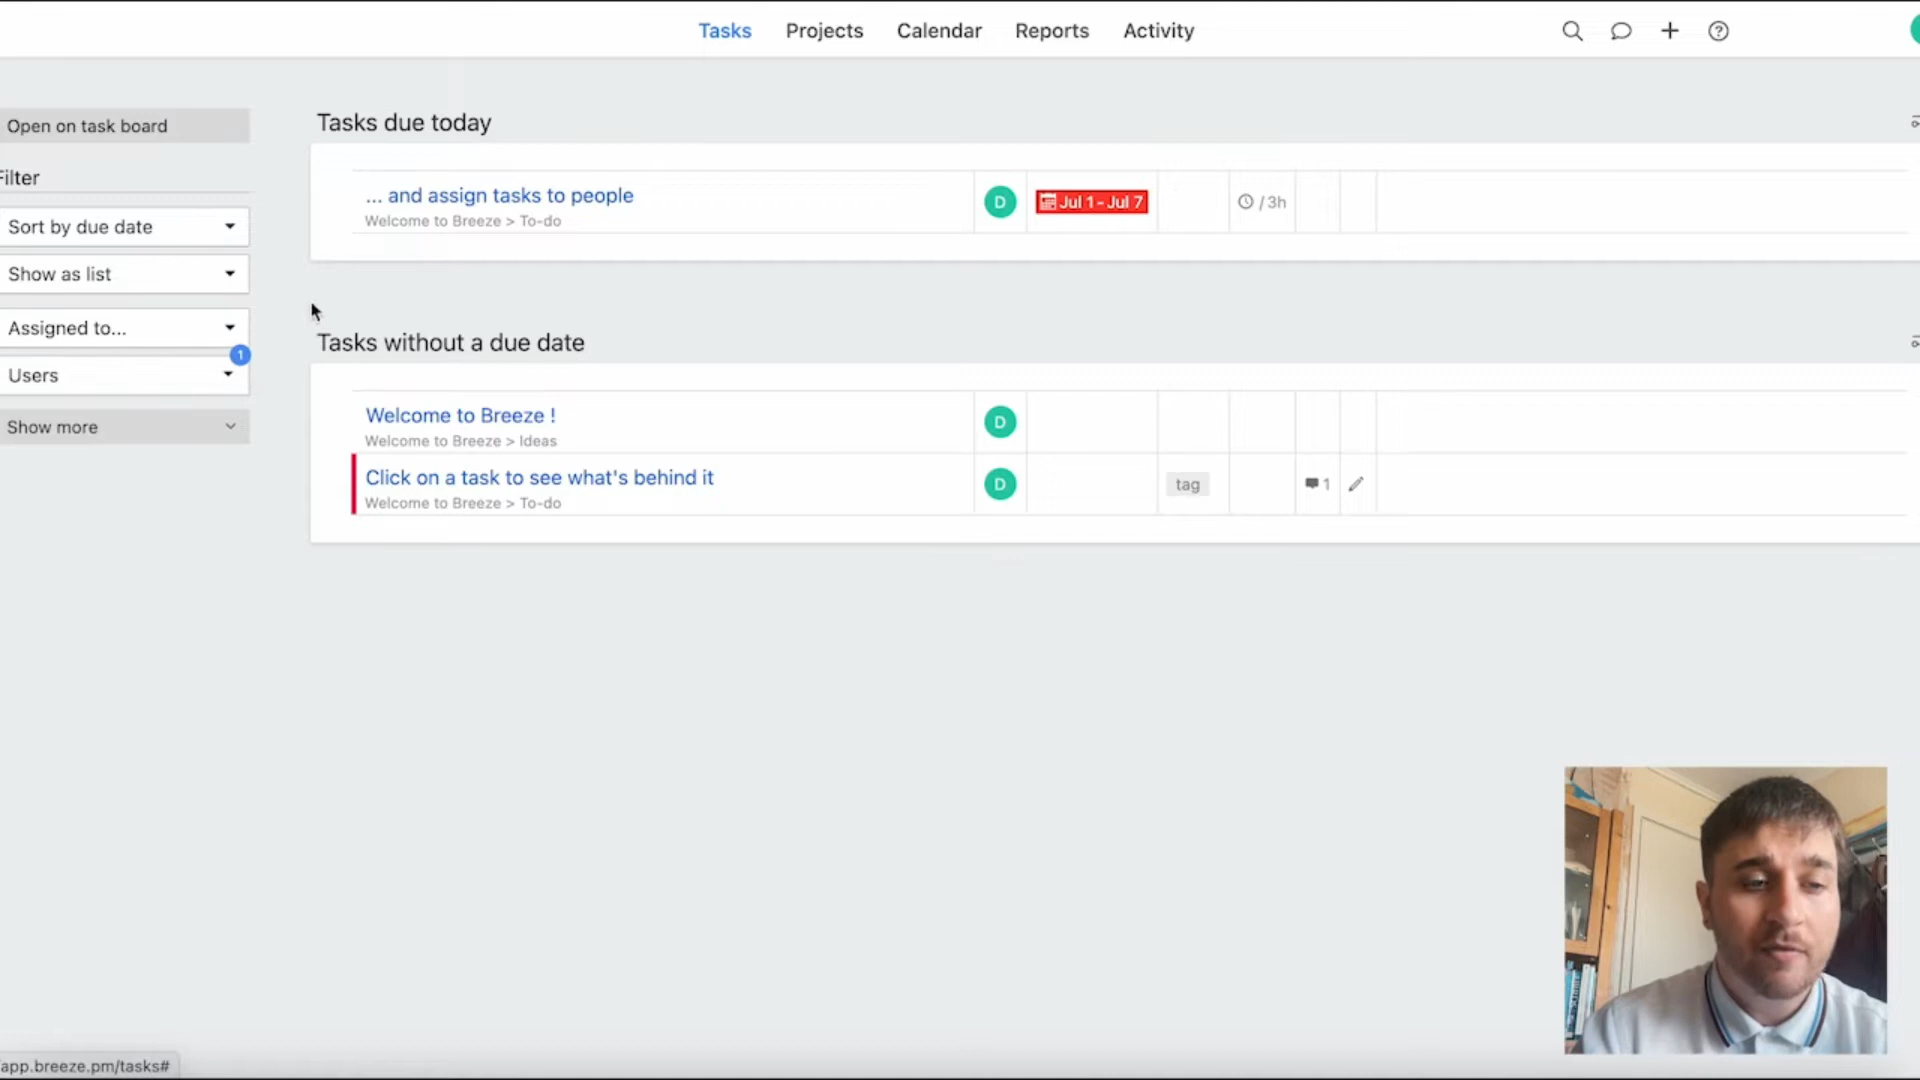 Tasks Projects Calendar Reports Activity
Open on task board
Filter
Sort by due date
Show as list
Assigned to...
1
Users
Show more
Tasks due today
... and assign tasks to people
Welcome to Breeze > To-do
D
Jul 1 - Jul 7
/ 3h
Tasks without a due date
Welcome to Breeze !
Welcome to Breeze > Ideas
D
Click on a task to see what's behind it
Welcome to Breeze > To-do
D
tag
1
app.breeze.pm/tasks#